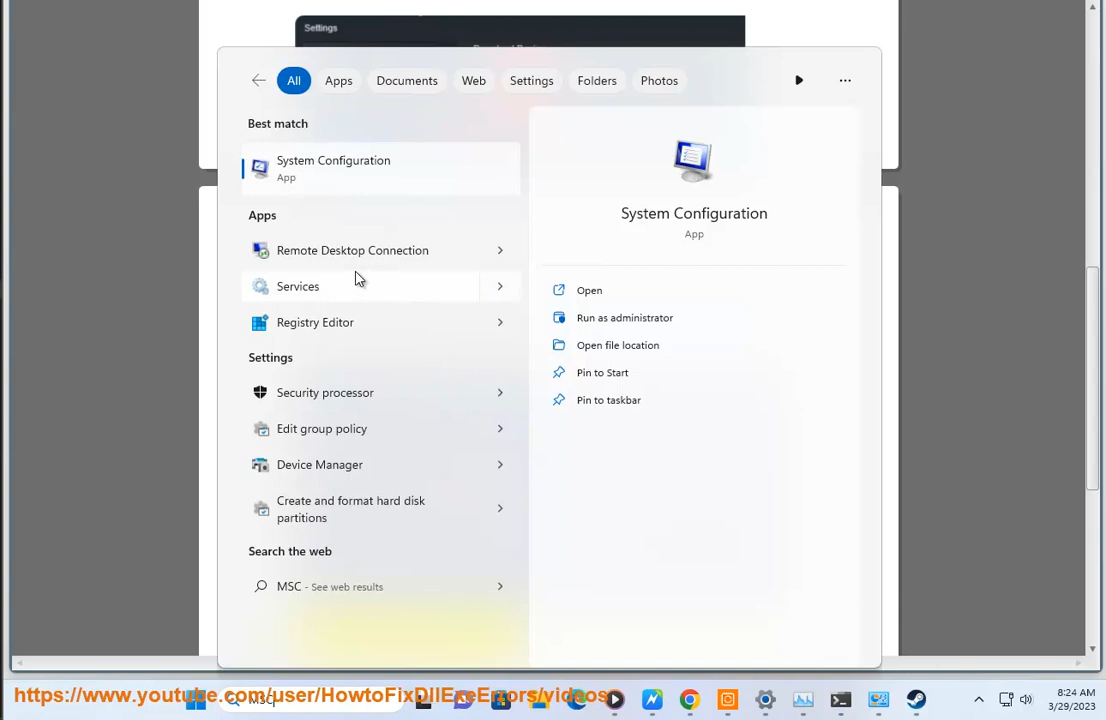 Settings
All Apps Documents Web Settings Folders Photos
Best match
System Configuration
App
Apps
Remote Desktop Connection
Services
Registry Editor
Settings
Security processor
Edit group policy
Device Manager
Create and format hard disk
partitions
Search the web
MSC - See web results
System Configuration
App
Open
Run as administrator
Open file location
Pin to Start
Pin to taskbar
https://www.youtube.com/user/HowtoFixDllExeErrors/videos
MSC
8:24 AM
3/29/2023